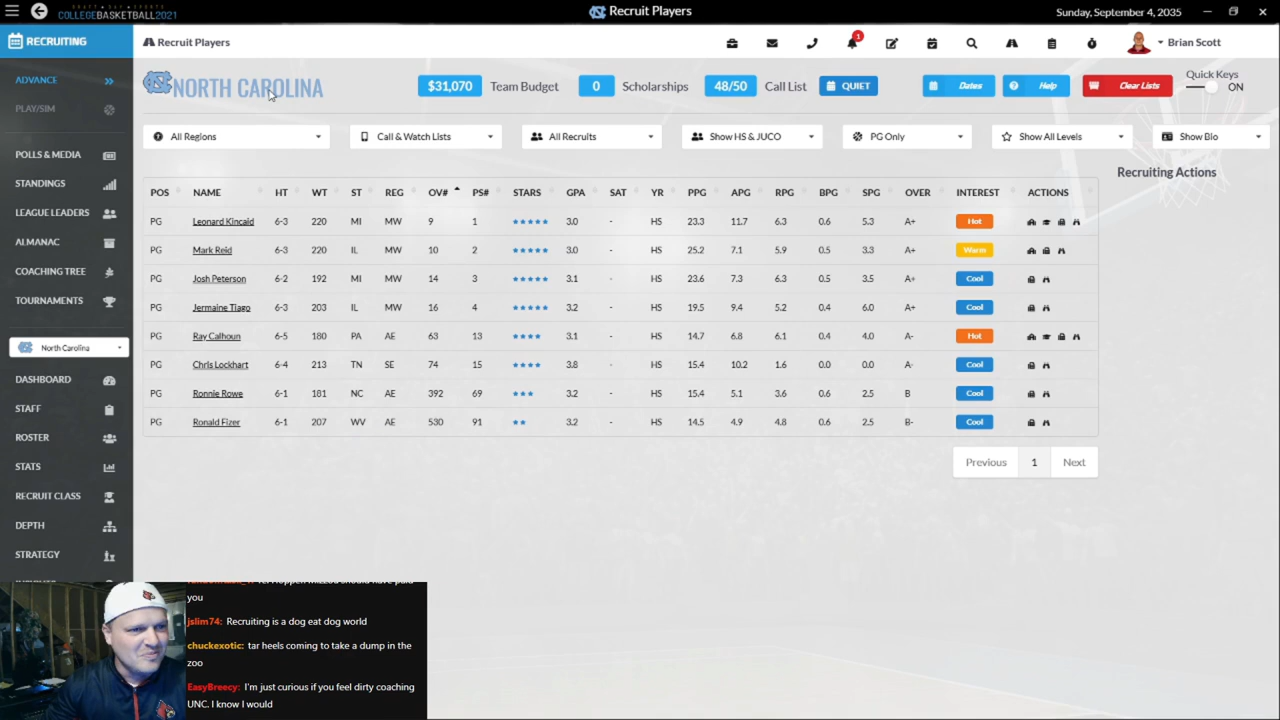 DRAFT DAY SPORTS
COLLEGEBASKETBALL2021
Recruit Players
Sunday, September 4, 2035
RECRUITING
Recruit Players
1
Brian Scott
ADVANCE
PLAY/SIM
POLLS & MEDIA
STANDINGS
LEAGUE LEADERS
ALMANAC
COACHING TREE
TOURNAMENTS
North Carolina
DASHBOARD
STAFF
ROSTER
STATS
RECRUIT CLASS
DEPTH
STRATEGY
NORTH CAROLINA
$31,070 Team Budget 0 Scholarships 48/50 Call List QUIET Dates Help Clear Lists Quick Keys ON
All Regions Call & Watch Lists All Recruits Show HS & JUCO PG Only Show All Levels Show Bio
Recruiting Actions
POS NAME HT WT ST REG OV# PS# STARS GPA SAT YR PPG APG RPG BPG SPG OVER INTEREST ACTIONS
PG Leonard Kincaid 6-3 220 MI MW 9 1 ★★★★★ 3.0 - HS 23.3 11.7 6.3 0.6 5.3 A+ Hot
PG Mark Reid 6-3 220 IL MW 10 2 ★★★★★ 3.0 - HS 25.2 7.1 5.9 0.5 3.3 A+ Warm
PG Josh Peterson 6-2 192 MI MW 14 3 ★★★★★ 3.1 - HS 23.6 7.3 6.3 0.5 3.5 A+ Cool
PG Jermaine Tiago 6-3 203 IL MW 16 4 ★★★★★ 3.2 - HS 19.5 9.4 5.2 0.4 6.0 A+ Cool
PG Ray Calhoun 6-5 180 PA AE 63 13 ★★★★ 3.1 - HS 14.7 6.8 6.1 0.4 4.0 A- Hot
PG Chris Lockhart 6-4 213 TN SE 74 15 ★★★★ 3.8 - HS 15.4 10.2 1.6 0.0 0.0 A- Cool
PG Ronnie Rowe 6-1 181 NC AE 392 69 ★★★ 3.2 - HS 15.4 5.1 3.6 0.6 2.5 B Cool
PG Ronald Fizer 6-1 207 WV AE 530 91 ★★ 3.2 - HS 14.5 4.9 4.8 0.6 2.5 B- Cool
Previous 1 Next
you
jslim74: Recruiting is a dog eat dog world
chuckexotic: tar heels coming to take a dump in the
zoo
EasyBreecy: I'm just curious if you feel dirty coaching
UNC. I know I would